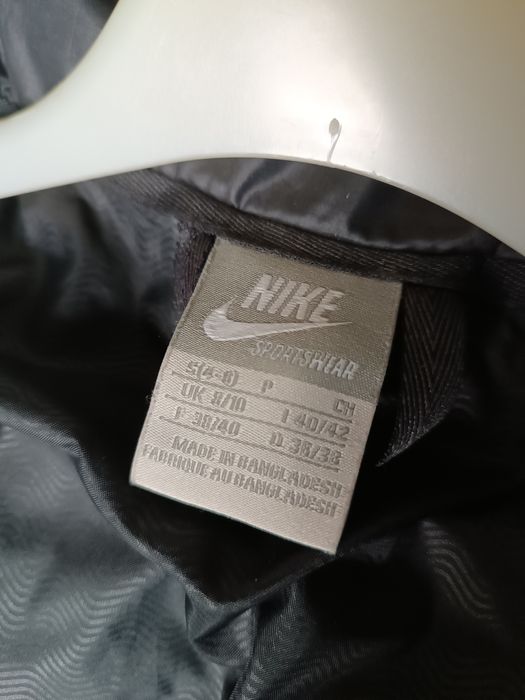 NIKE
SPORTSWEAR
S(4-6) P CH
UK 8/10 I 40/42
F 38/40 D 36/38
MADE IN BANGLADESH
FABRIQUE AU BANGLADESH